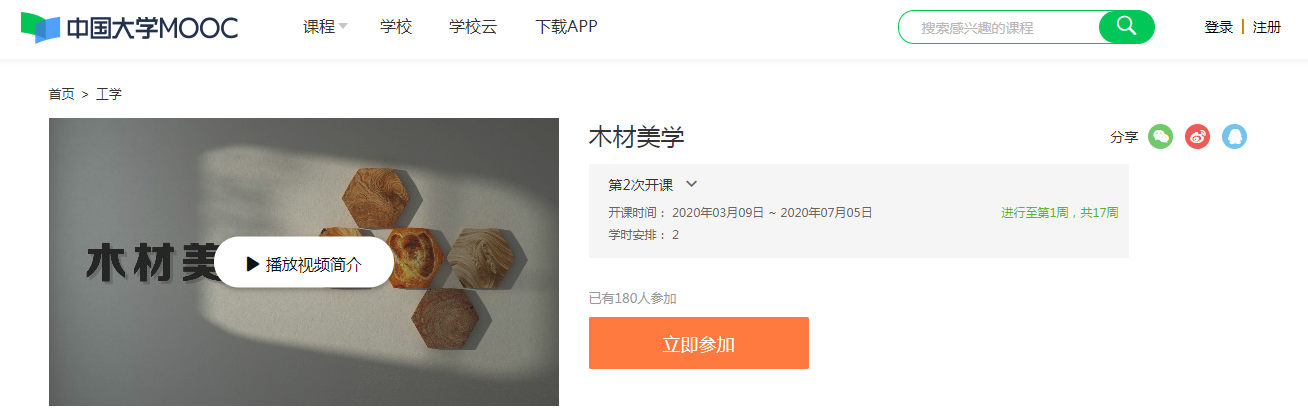 中国大学MOOC
课程
学校
学校云
下载APP
搜索感兴趣的课程
登录 | 注册
首页 > 工学
木材美
播放视频简介
木材美学
分享
第2次开课
开课时间： 2020年03月09日 ~ 2020年07月05日
进行至第1周，共17周
学时安排： 2
已有180人参加
立即参加